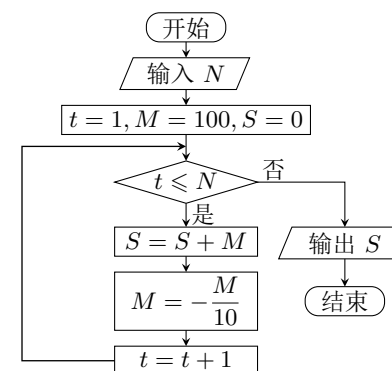 开始
输入 N
t = 1, M = 100, S = 0
t ⩽ N
否
是
S = S + M
输出 S
M = −M/10
结束
t = t + 1